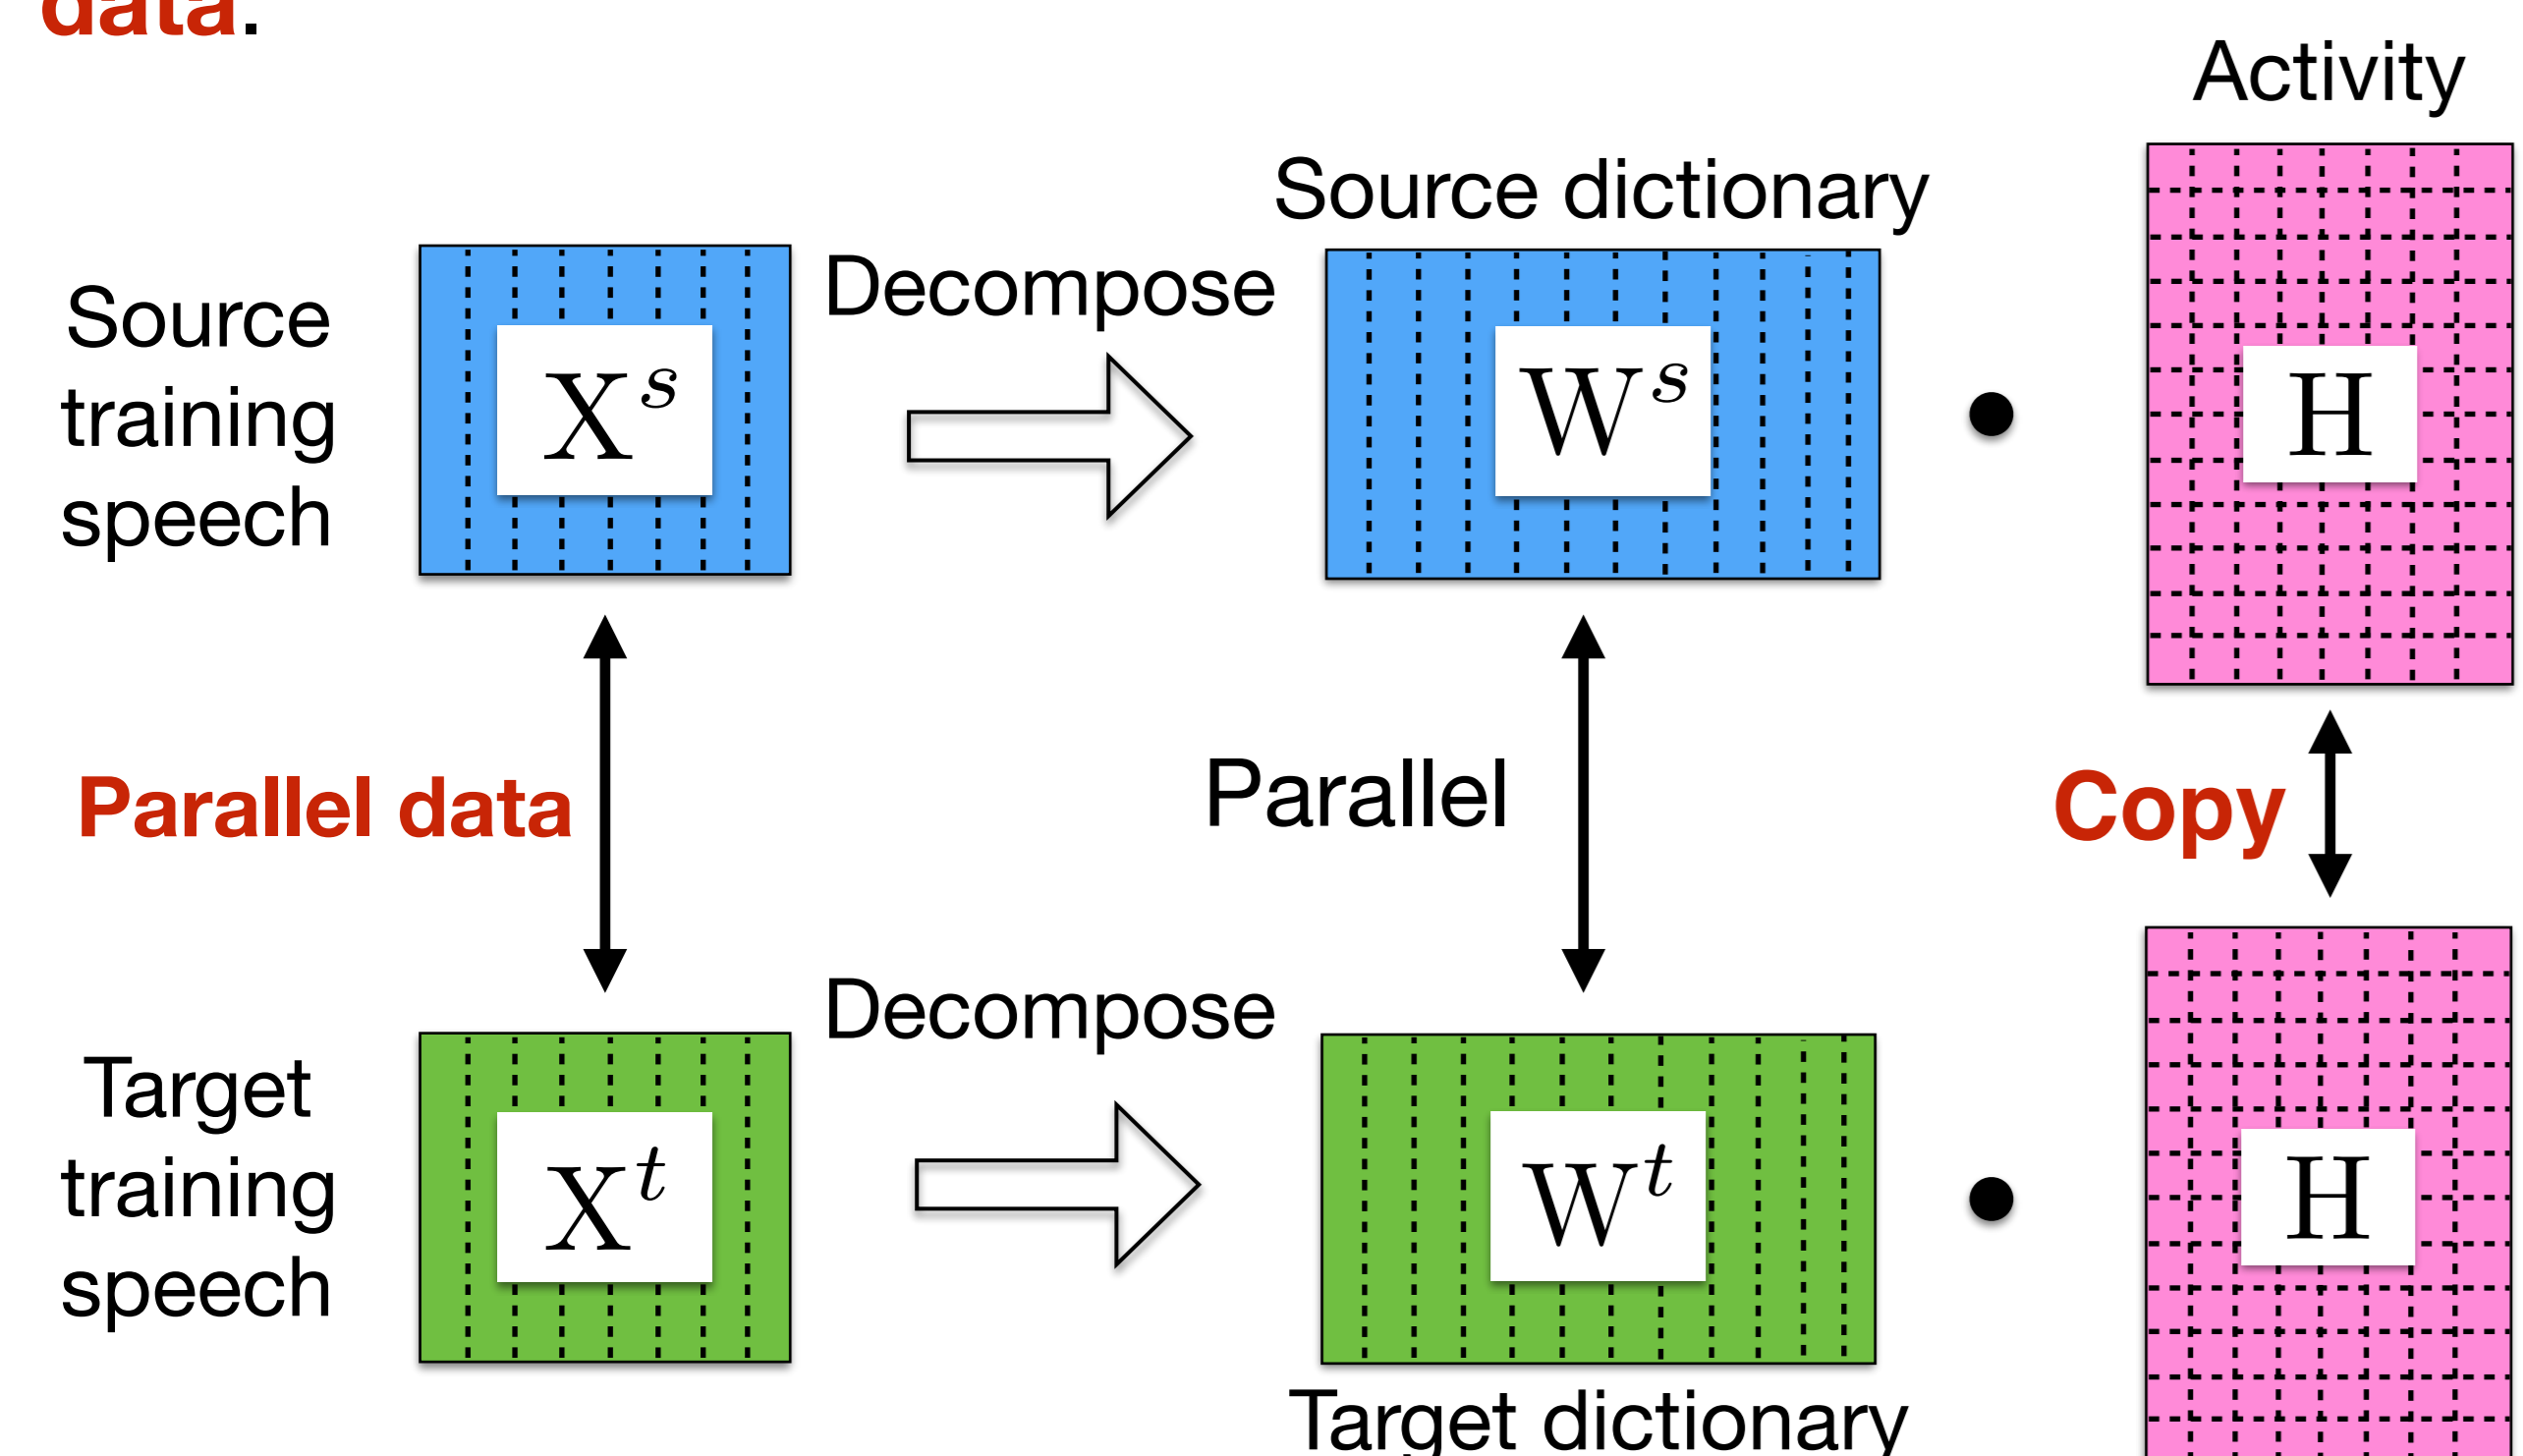 data.
Activity
Source dictionary
Decompose
Source
training
speech
X^s
W^s
•
H
Parallel data
Parallel
Copy
Decompose
Target
training
speech
X^t
W^t
•
H
Target dictionary